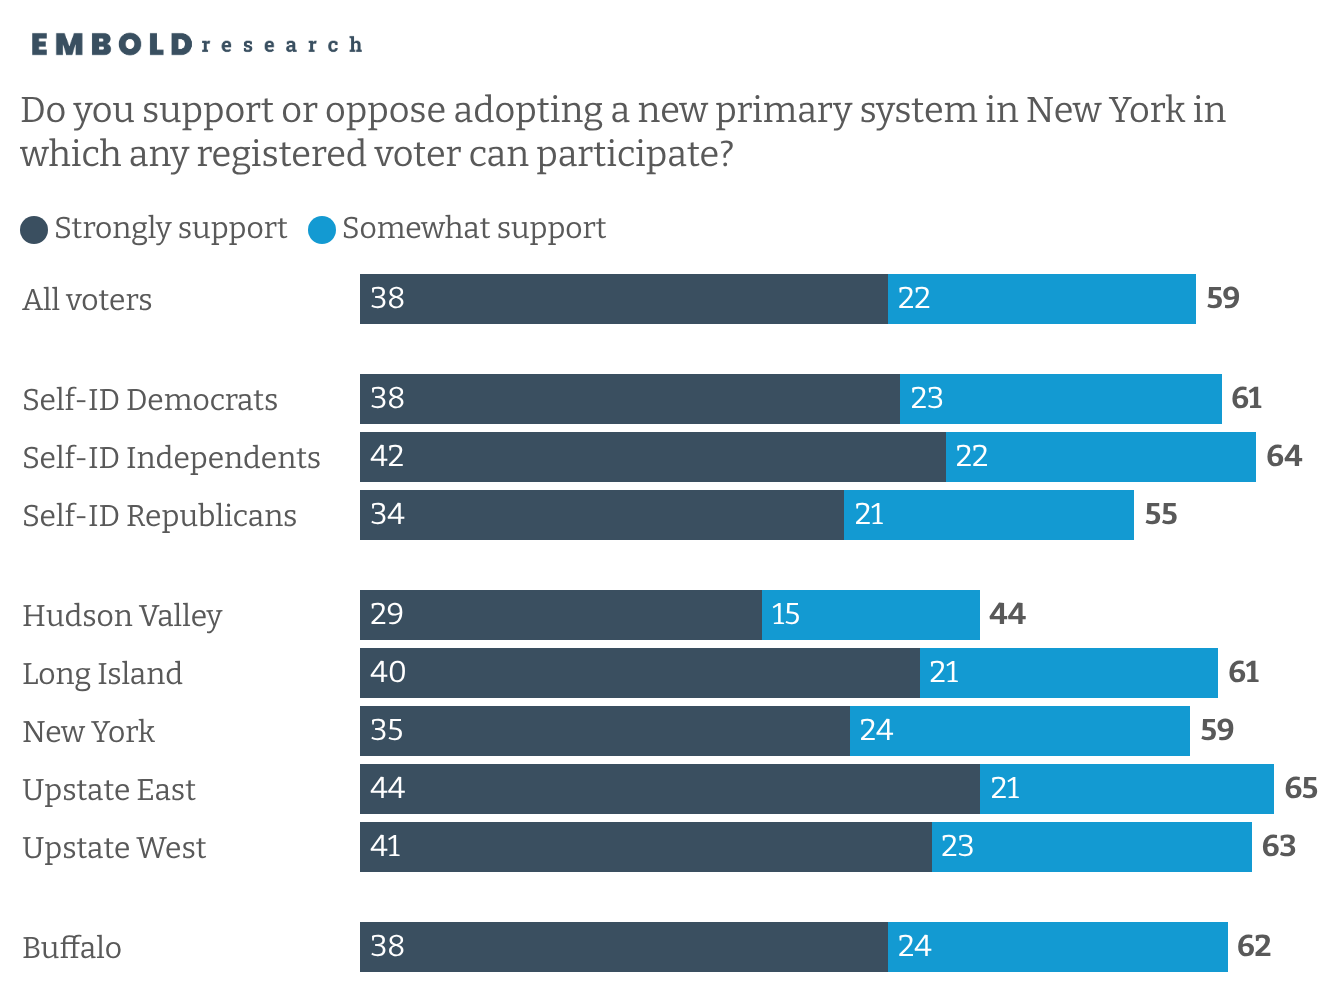 EMBOLD research
Do you support or oppose adopting a new primary system in New York in
which any registered voter can participate?
Strongly support Somewhat support
All voters 38 22 59
Self-ID Democrats 38 23 61
Self-ID Independents 42 22 64
Self-ID Republicans 34 21 55
Hudson Valley 29 15 44
Long Island 40 21 61
New York 35 24 59
Upstate East 44 21 65
Upstate West 41 23 63
Buffalo 38 24 62